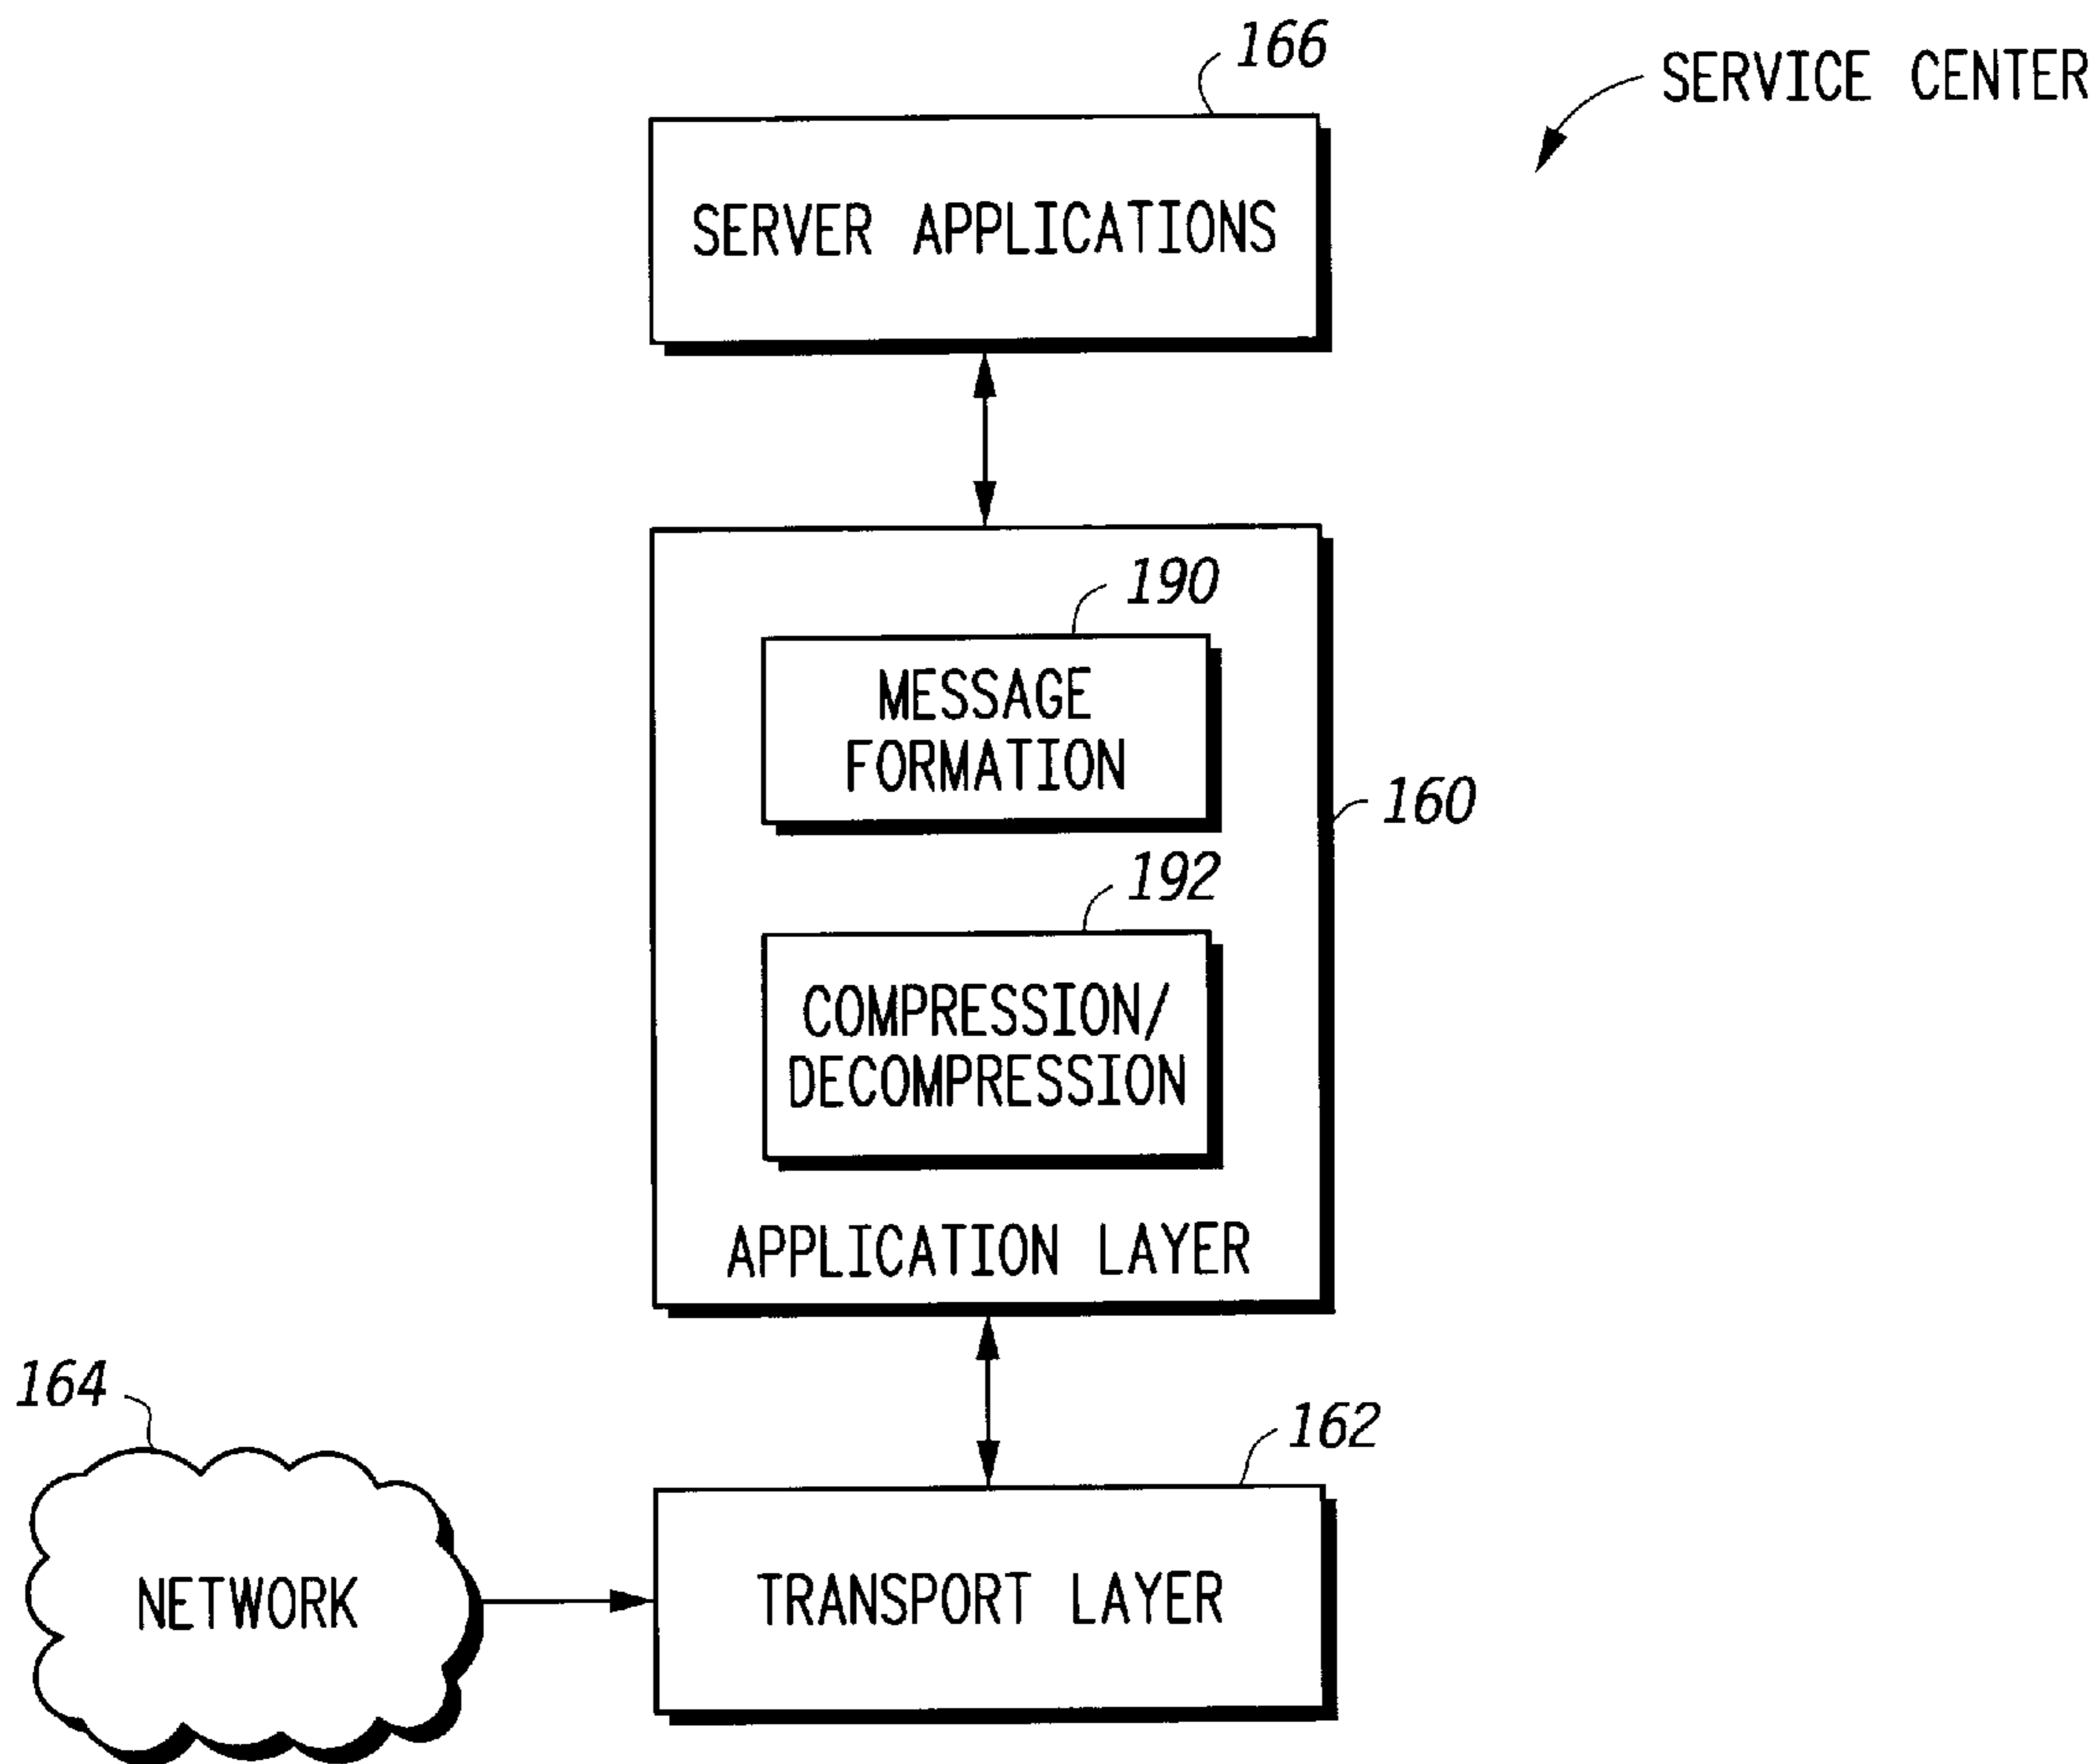 166
SERVICE CENTER
SERVER APPLICATIONS
190
MESSAGE
FORMATION
160
192
COMPRESSION/
DECOMPRESSION
APPLICATION LAYER
164
162
NETWORK
TRANSPORT LAYER